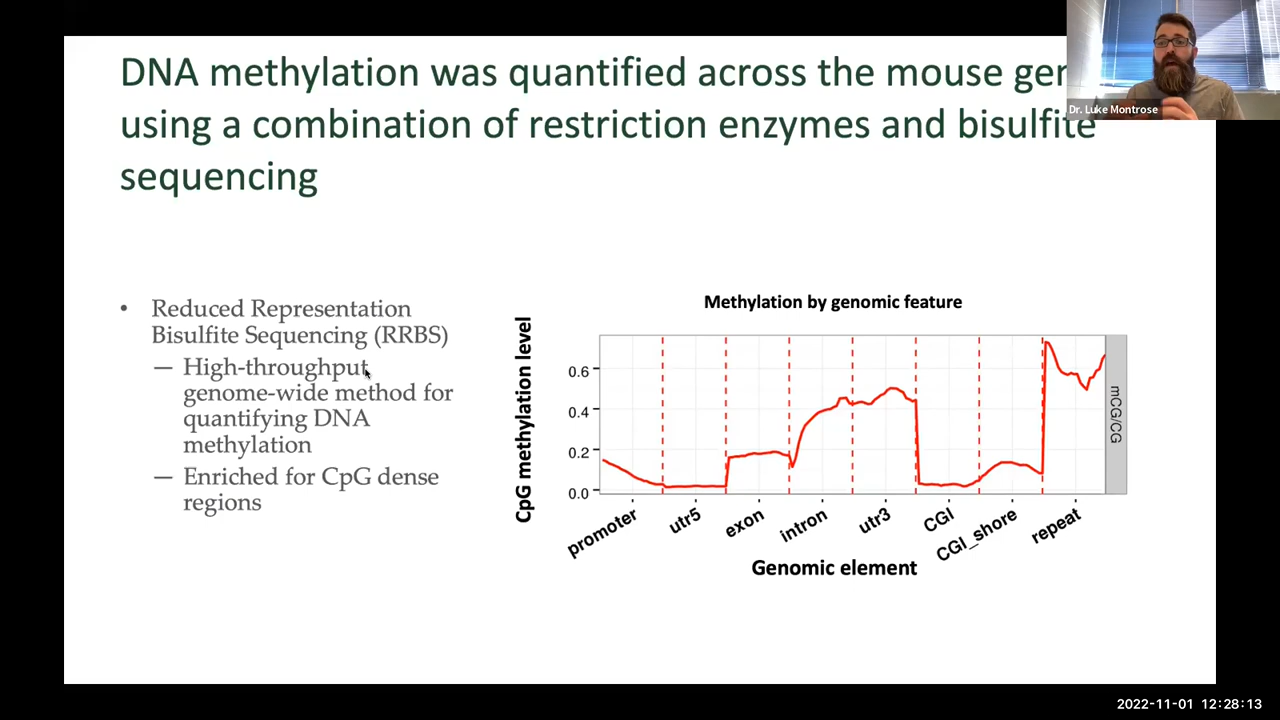 DNA methylation was quantified across the mouse
using a combination of restriction enzymes and bisulfite
sequencing
Dr. Luke Montrose
• Reduced Representation
Bisulfite Sequencing (RRBS)
— High-throughput
genome-wide method for
quantifying DNA
methylation
— Enriched for CpG dense
regions
Methylation by genomic feature
CpG methylation level
0.6
0.4
0.2
0.0
mCG/CG
promoter
utr5
exon
intron
utr3
CGI
CGI_shore
repeat
Genomic element
2022-11-01 12:28:13